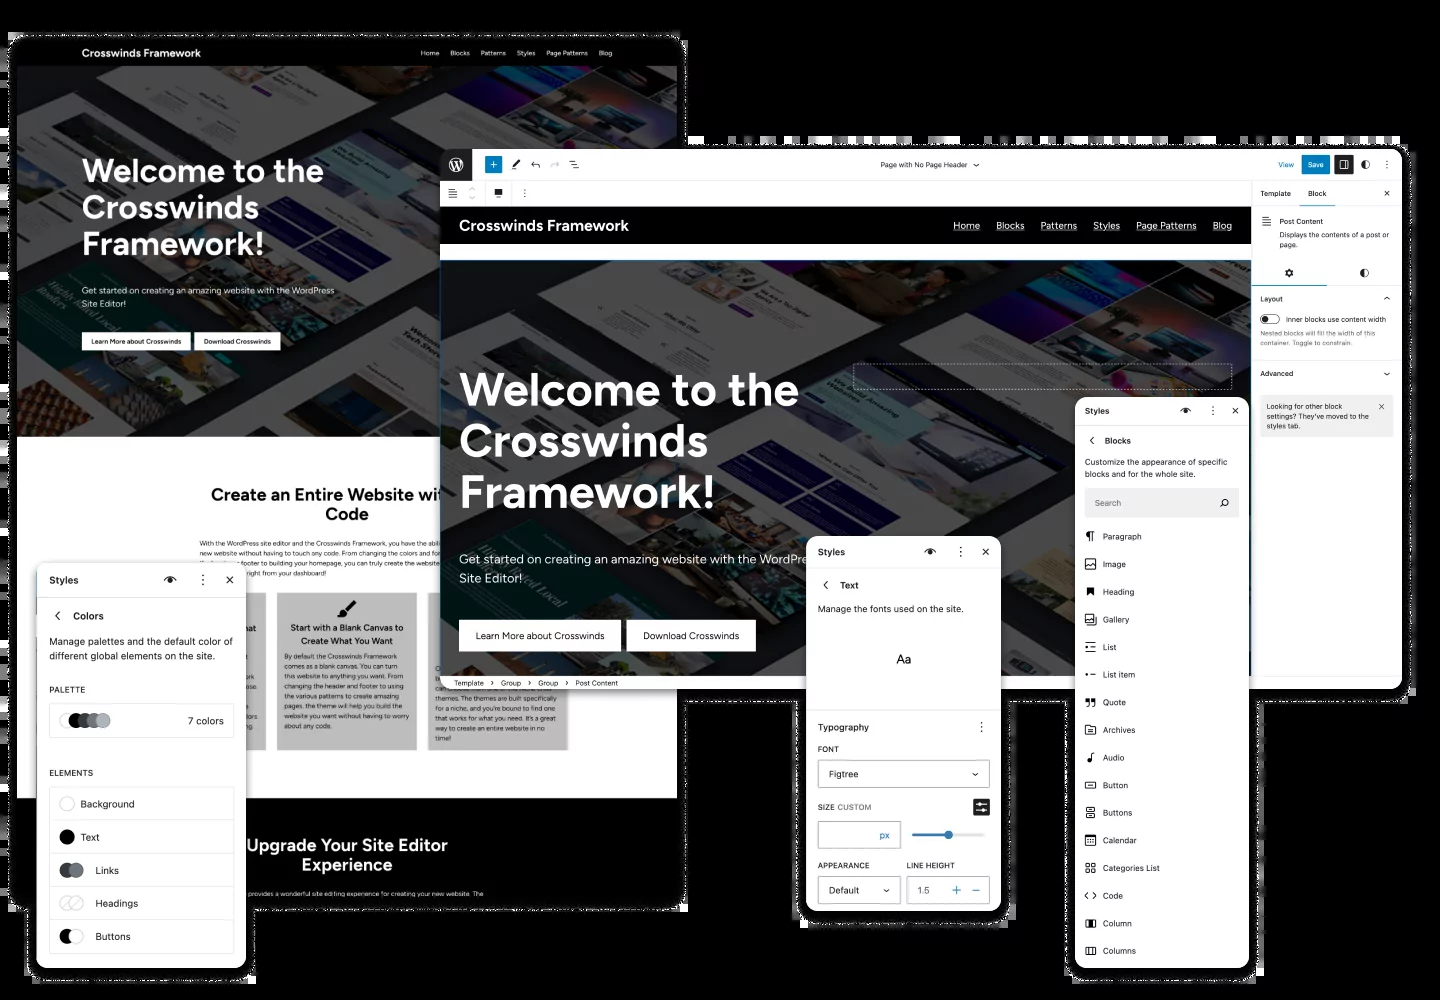 Crosswinds Framework
Home Blocks Patterns Styles Page Patterns Blog
Welcome to the
Crosswinds
Framework!
Get started on creating an amazing website with the WordPress
Site Editor!
Learn More about Crosswinds Download Crosswinds
Create an Entire Website wi
Code
With the WordPress site editor and the Crosswinds Framework, you have the abil
new website without having to touch any code. From changing the colors and fo
footer to building your homepage, you can truly create the website
right from your dashboard!
Start with a Blank Canvas to
Create What You Want
By default the Crosswinds Framework
comes as a blank canvas. You can turn
this website to anything you want. From
changing the header and footer to using
the various patterns to create amazing
pages, the theme will help you build the
website you want without having to worry
about any code.
themes. The themes are built specifically
for a niche, and you're bound to find one
that works for what you need. It's a great
way to create an entire website in no
time!
Upgrade Your Site Editor
Experience
provides a wonderful site editing experience for creating your new website. The
Page with No Page Header
View Save
Crosswinds Framework
Home Blocks Patterns Styles Page Patterns Blog
Welcome to the
Crosswinds
Framework!
Get started on creating an amazing website with the WordPre
Site Editor!
Learn More about Crosswinds Download Crosswinds
Template > Group > Group > Post Content
Template Block
Post Content
Displays the contents of a post or
page.
Layout
Inner blocks use content width
Nested blocks will fill the width of this
container. Toggle to constrain.
Advanced
Looking for other block
settings? They've moved to the
styles tab.
Styles
Colors
Manage palettes and the default color of
different global elements on the site.
PALETTE
7 colors
ELEMENTS
Background
Text
Links
Headings
Buttons
Styles
Text
Manage the fonts used on the site.
Aa
Typography
FONT
Figtree
SIZE CUSTOM
px
APPEARANCE LINE HEIGHT
Default 1.5 + −
Styles
Blocks
Customize the appearance of specific
blocks and for the whole site.
Search
Paragraph
Image
Heading
Gallery
List
List item
Quote
Archives
Audio
Button
Buttons
Calendar
Categories List
Code
Column
Columns